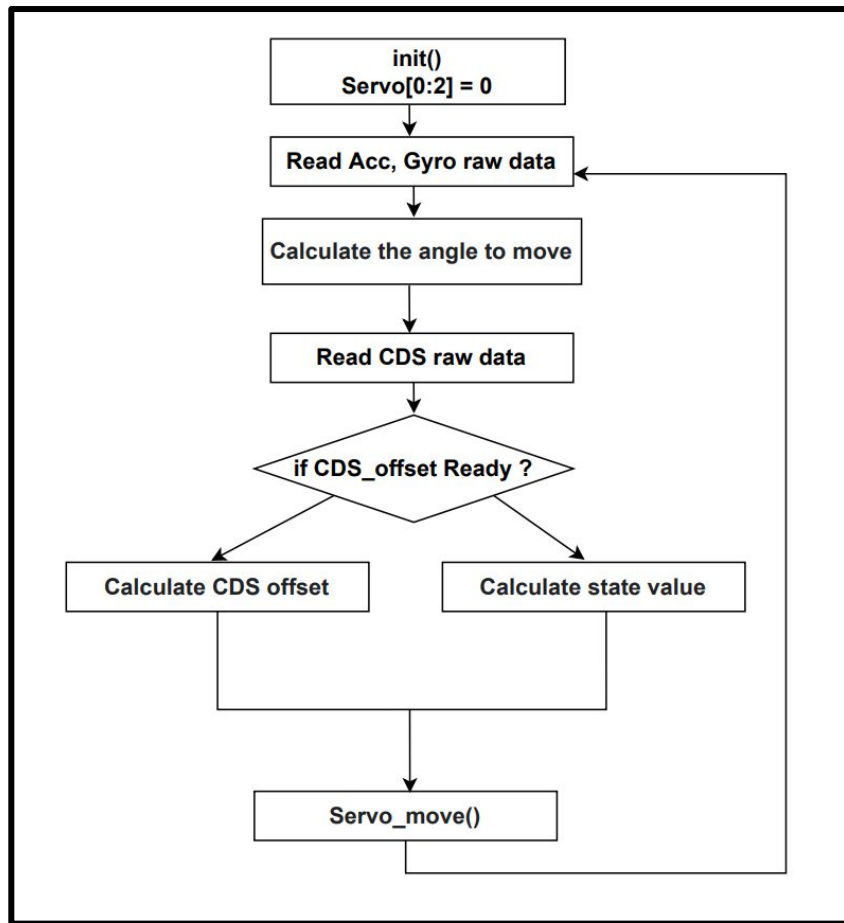 init()
Servo[0:2] = 0
Read Acc, Gyro raw data
Calculate the angle to move
Read CDS raw data
if CDS_offset Ready ?
Calculate CDS offset
Calculate state value
Servo_move()